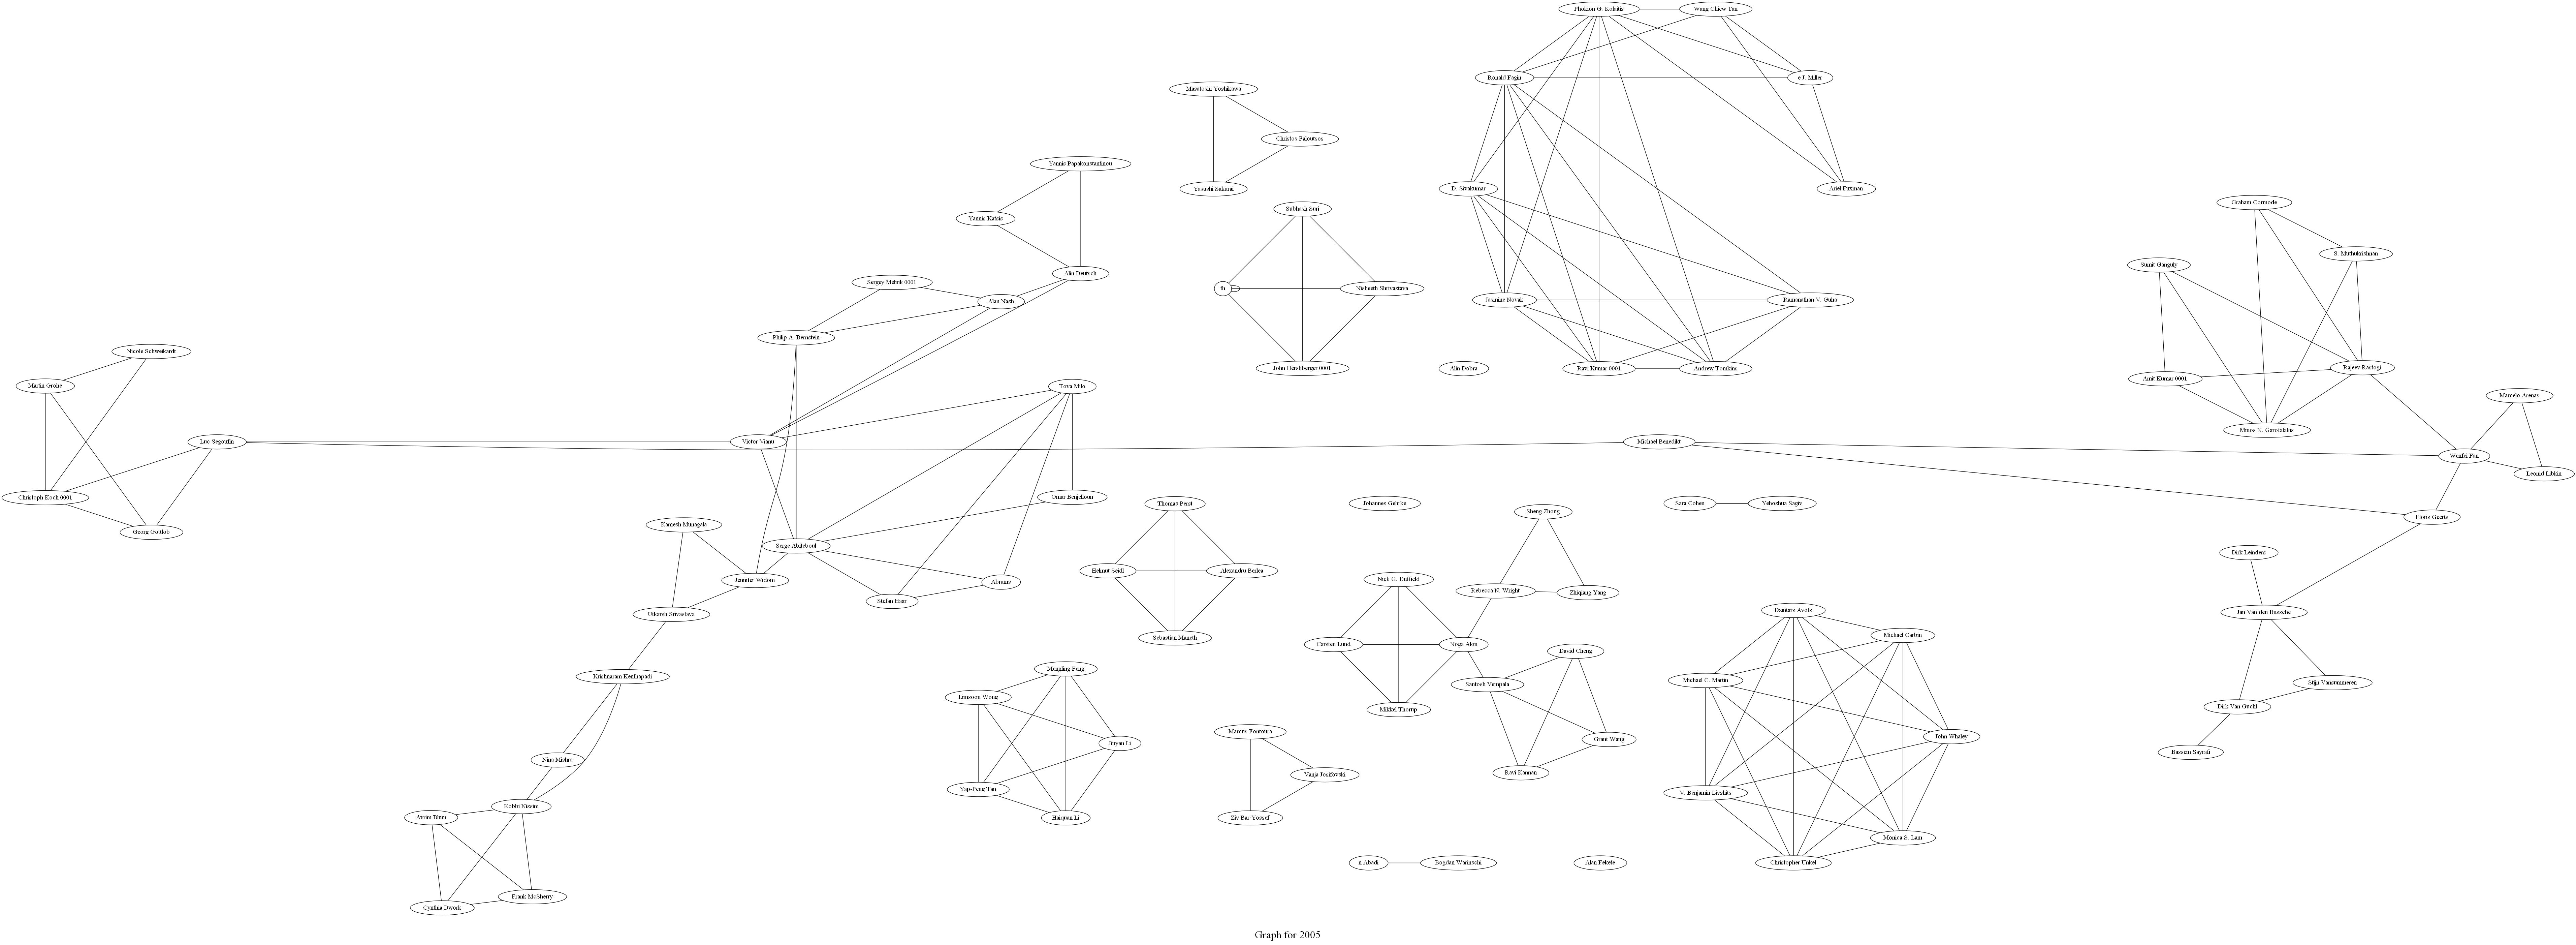 Phokion G. Kolaitis
Wang Chiew Tan
Ronald Fagin
e J. Miller
Masatoshi Yoshikawa
Christos Faloutsos
Yannis Papakonstantinou
Yasushi Sakurai
D. Sivakumar
Ariel Fuxman
Yannis Katsis
Subhash Suri
Graham Cormode
S. Muthukrishnan
Sumit Ganguly
Alin Deutsch
Sergey Melnik 0001
th
Nisheeth Shrivastava
Alan Nash
Jasmine Novak
Ramanathan V. Guha
Philip A. Bernstein
Nicole Schweikardt
John Hershberger 0001
Alin Dobra
Ravi Kumar 0001
Andrew Tomkins
Rajeev Rastogi
Amit Kumar 0001
Martin Grohe
Tova Milo
Marcelo Arenas
Minos N. Garofalakis
Luc Segoufin
Victor Vianu
Michael Benedikt
Wenfei Fan
Leonid Libkin
Christoph Koch 0001
Omar Benjelloun
Thomas Perst
Johannes Gehrke
Sara Cohen
Yehoshua Sagiv
Sheng Zhong
Floris Geerts
Georg Gottlob
Kamesh Munagala
Serge Abiteboul
Dirk Leinders
Helmut Seidl
Alexandru Berlea
Jennifer Widom
Abrams
Nick G. Duffield
Rebecca N. Wright
Zhiqiang Yang
Stefan Haar
Utkarsh Srivastava
Dzintars Avots
Jan Van den Bussche
Sebastian Maneth
Michael Carbin
Carsten Lund
Noga Alon
David Cheng
Mengling Feng
Krishnaram Kenthapadi
Michael C. Martin
Santosh Vempala
Stijn Vansummeren
Limsoon Wong
Mikkel Thorup
Dirk Van Gucht
Marcus Fontoura
John Whaley
Grant Wang
Jinyan Li
Bassem Sayrafi
Nina Mishra
Vanja Josifovski
Ravi Kannan
Yap-Peng Tan
V. Benjamin Livshits
Kobbi Nissim
Avrim Blum
Haiquan Li
Ziv Bar-Yossef
Monica S. Lam
n Abadi
Bogdan Warinschi
Alan Fekete
Christopher Unkel
Frank McSherry
Cynthia Dwork
Graph for 2005